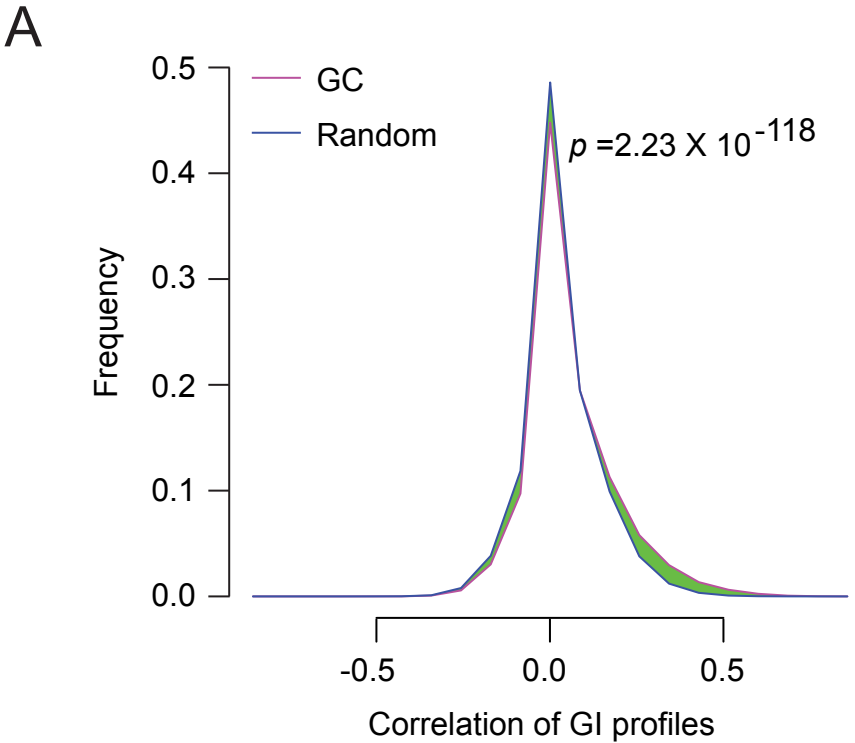 A
0.5
GC
Random
p =2.23 X 10-118
0.4
0.3
0.2
0.1
0.0
Frequency
-0.5
0.0
0.5
Correlation of GI profiles